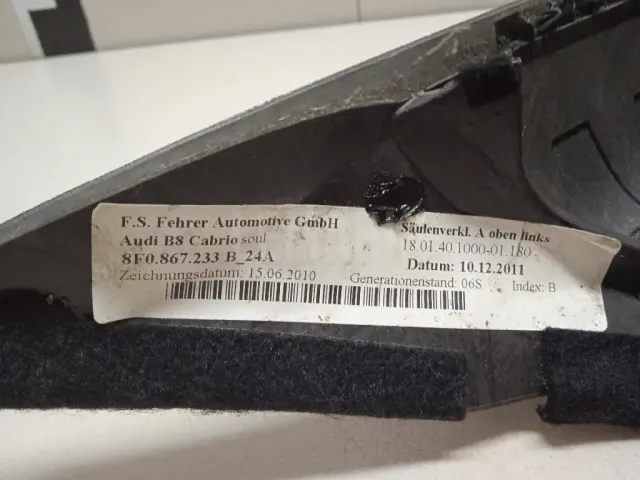 F.S. Fehrer Automotive GmbH
Audi B8 Cabrio soul
8F0.867.233 B_24A
Zeichnungsdatum: 15.06.2010
Säulenverkl. A oben links
18.01.40.1000-01.180
Datum: 10.12.2011
Generationenstand: 06S Index: B